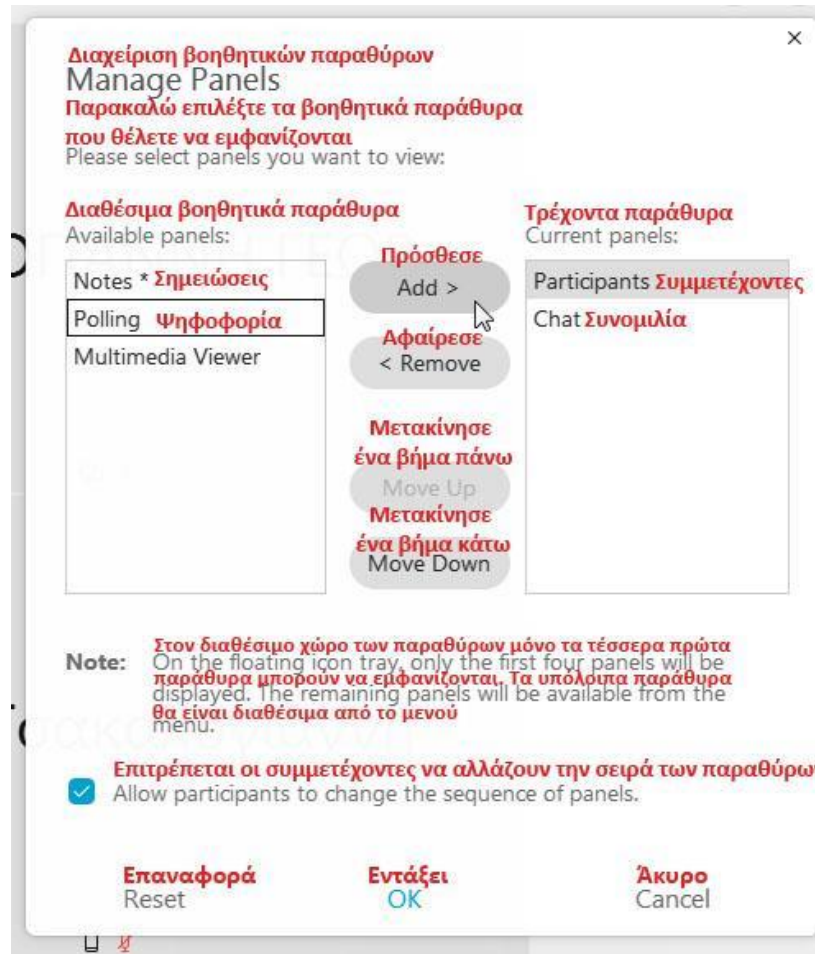 Διαχείριση βοηθητικών παραθύρων
Manage Panels
Παρακαλώ επιλέξτε τα βοηθητικά παράθυρα
που θέλετε να εμφανίζονται
Please select panels you want to view:
Διαθέσιμα βοηθητικά παράθυρα
Available panels:
Notes * Σημειώσεις
Polling Ψηφοφορία
Multimedia Viewer
Πρόσθεσε
Add >
Αφαίρεσε
< Remove
Μετακίνησε
ένα βήμα πάνω
Move Up
Μετακίνησε
ένα βήμα κάτω
Move Down
Τρέχοντα παράθυρα
Current panels:
Participants Συμμετέχοντες
Chat Συνομιλία
Στον διαθέσιμο χώρο των παραθύρων μόνο τα τέσσερα πρώτα
Note: On the floating icon tray, only the first four panels will be
παράθυρα μπορούν να εμφανίζονται. Τα υπόλοιπα παράθυρα
displayed. The remaining panels will be available from the
θα είναι διαθέσιμα από το μενού
menu.
Επιτρέπεται οι συμμετέχοντες να αλλάζουν την σειρά των παραθύρω
Allow participants to change the sequence of panels.
Επαναφορά
Reset
Εντάξει
OK
Άκυρο
Cancel